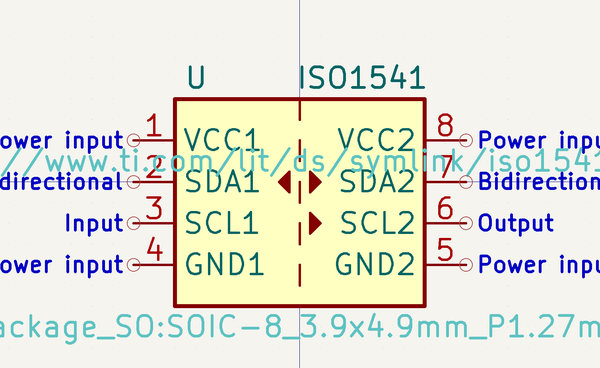 U ISO1541
ower input 1 VCC1 VCC2 8 Power inpu
//www.ti.com/lit/ds/symlink/iso1541
directional 2 SDA1 SDA2 7 Bidirection
Input 3 SCL1 SCL2 6 Output
ower input 4 GND1 GND2 5 Power inpu
ackage_SO:SOIC-8_3.9x4.9mm_P1.27m